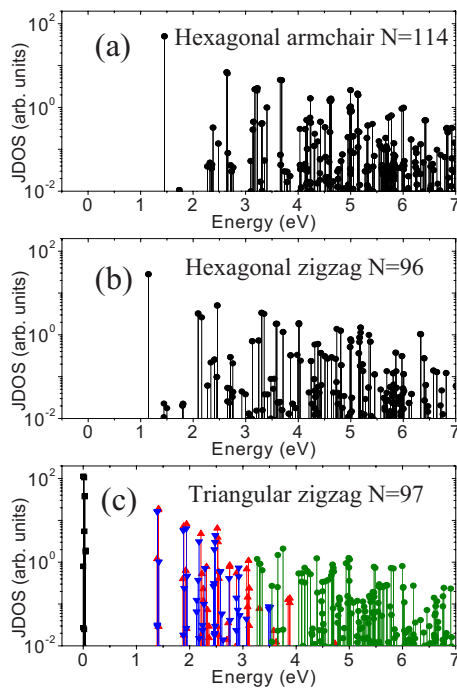 (a) Hexagonal armchair N=114
JDOS (arb. units)
10²
10⁰
10⁻²
0 1 2 3 4 5 6 7
Energy (eV)
(b) Hexagonal zigzag N=96
JDOS (arb. units)
10²
10⁰
10⁻²
0 1 2 3 4 5 6 7
Energy (eV)
(c) Triangular zigzag N=97
JDOS (arb. units)
10²
10⁰
10⁻²
0 1 2 3 4 5 6 7
Energy (eV)